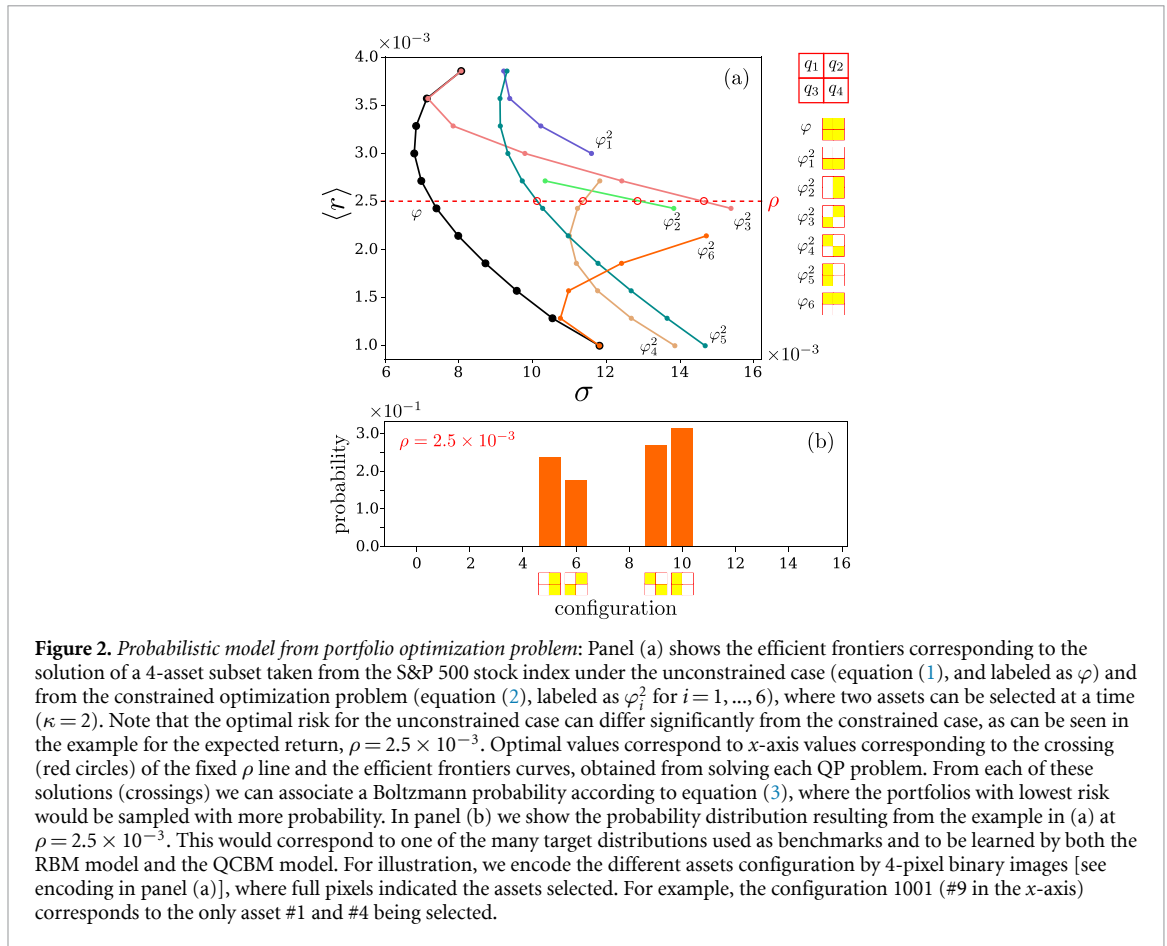 ×10⁻³
4.0
3.5
3.0
2.5
2.0
1.5
1.0
⟨r⟩
(a)
φ
φ₁²
φ₂²
φ₃²
φ₄²
φ₅²
φ₆²
ρ
6 8 10 12 14 16
×10⁻³
σ
q₁ q₂
q₃ q₄
φ
φ₁²
φ₂²
φ₃²
φ₄²
φ₅²
φ₆
×10⁻¹
3.0
2.0
1.0
0.0
probability
ρ = 2.5 × 10⁻³
(b)
0 2 4 6 8 10 12 14 16
configuration
Figure 2. Probabilistic model from portfolio optimization problem: Panel (a) shows the efficient frontiers corresponding to the
solution of a 4-asset subset taken from the S&P 500 stock index under the unconstrained case (equation (1), and labeled as φ) and
from the constrained optimization problem (equation (2), labeled as φᵢ² for i = 1, ..., 6), where two assets can be selected at a time
(κ = 2). Note that the optimal risk for the unconstrained case can differ significantly from the constrained case, as can be seen in
the example for the expected return, ρ = 2.5 × 10⁻³. Optimal values correspond to x-axis values corresponding to the crossing
(red circles) of the fixed ρ line and the efficient frontiers curves, obtained from solving each QP problem. From each of these
solutions (crossings) we can associate a Boltzmann probability according to equation (3), where the portfolios with lowest risk
would be sampled with more probability. In panel (b) we show the probability distribution resulting from the example in (a) at
ρ = 2.5 × 10⁻³. This would correspond to one of the many target distributions used as benchmarks and to be learned by both the
RBM model and the QCBM model. For illustration, we encode the different assets configuration by 4-pixel binary images [see
encoding in panel (a)], where full pixels indicated the assets selected. For example, the configuration 1001 (#9 in the x-axis)
corresponds to the only asset #1 and #4 being selected.